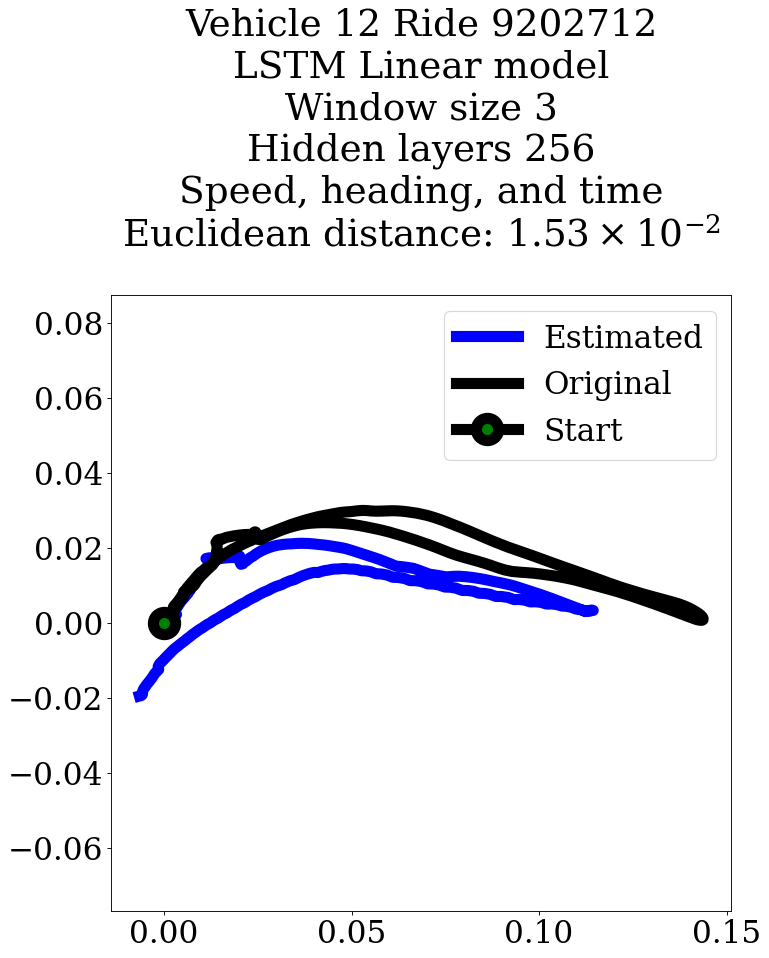 Vehicle 12 Ride 9202712
LSTM Linear model
Window size 3
Hidden layers 256
Speed, heading, and time
Euclidean distance: 1.53 × 10⁻²
Estimated
Original
Start
0.08
0.06
0.04
0.02
0.00
−0.02
−0.04
−0.06
0.00 0.05 0.10 0.15